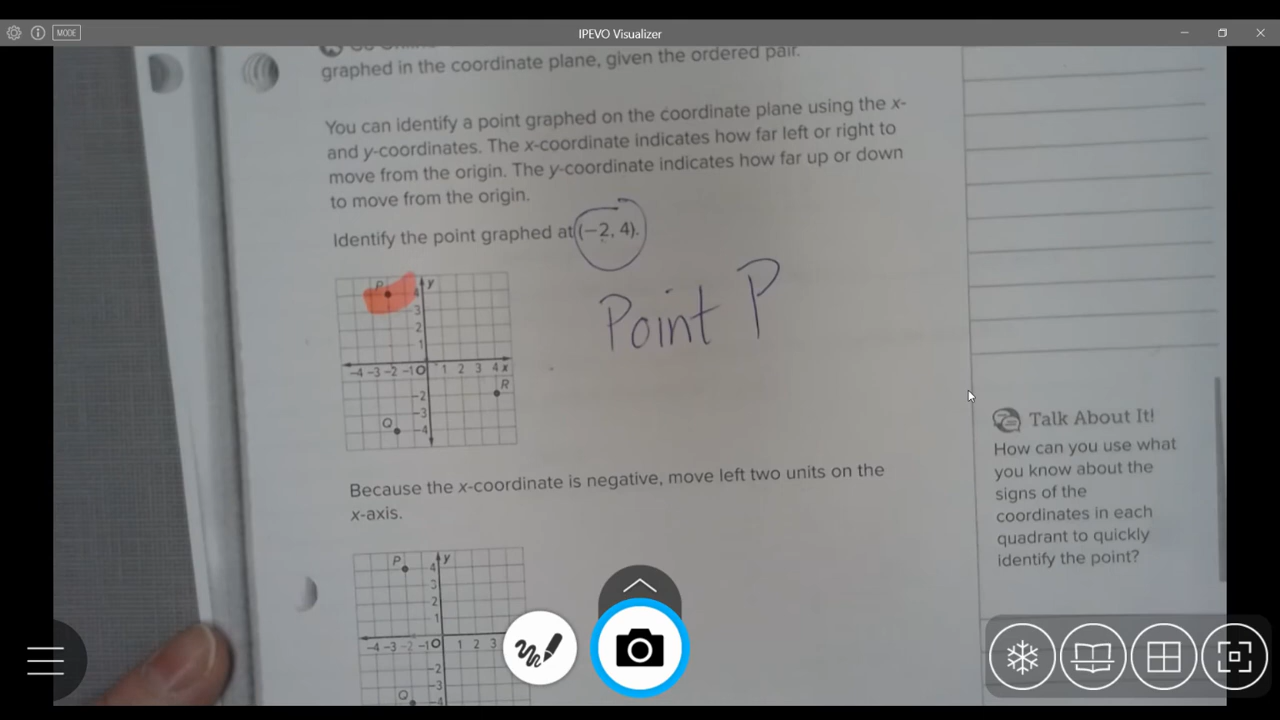 MODE
IPEVO Visualizer
graphed in the coordinate plane, given the ordered pair.
You can identify a point graphed on the coordinate plane using the x-
and y-coordinates. The x-coordinate indicates how far left or right to
move from the origin. The y-coordinate indicates how far up or down
to move from the origin.
Identify the point graphed at (−2, 4).
Point P
P
y
4
3
2
1
−4 −3 −2 −1 O 1 2 3 4 x
R
−2
−3
Q
−4
Talk About It!
How can you use what
you know about the
signs of the
coordinates in each
quadrant to quickly
identify the point?
Because the x-coordinate is negative, move left two units on the
x-axis.
P
y
4
3
2
1
−4 −3 −2 −1 O 1 2 3
−2
−3
Q
−4